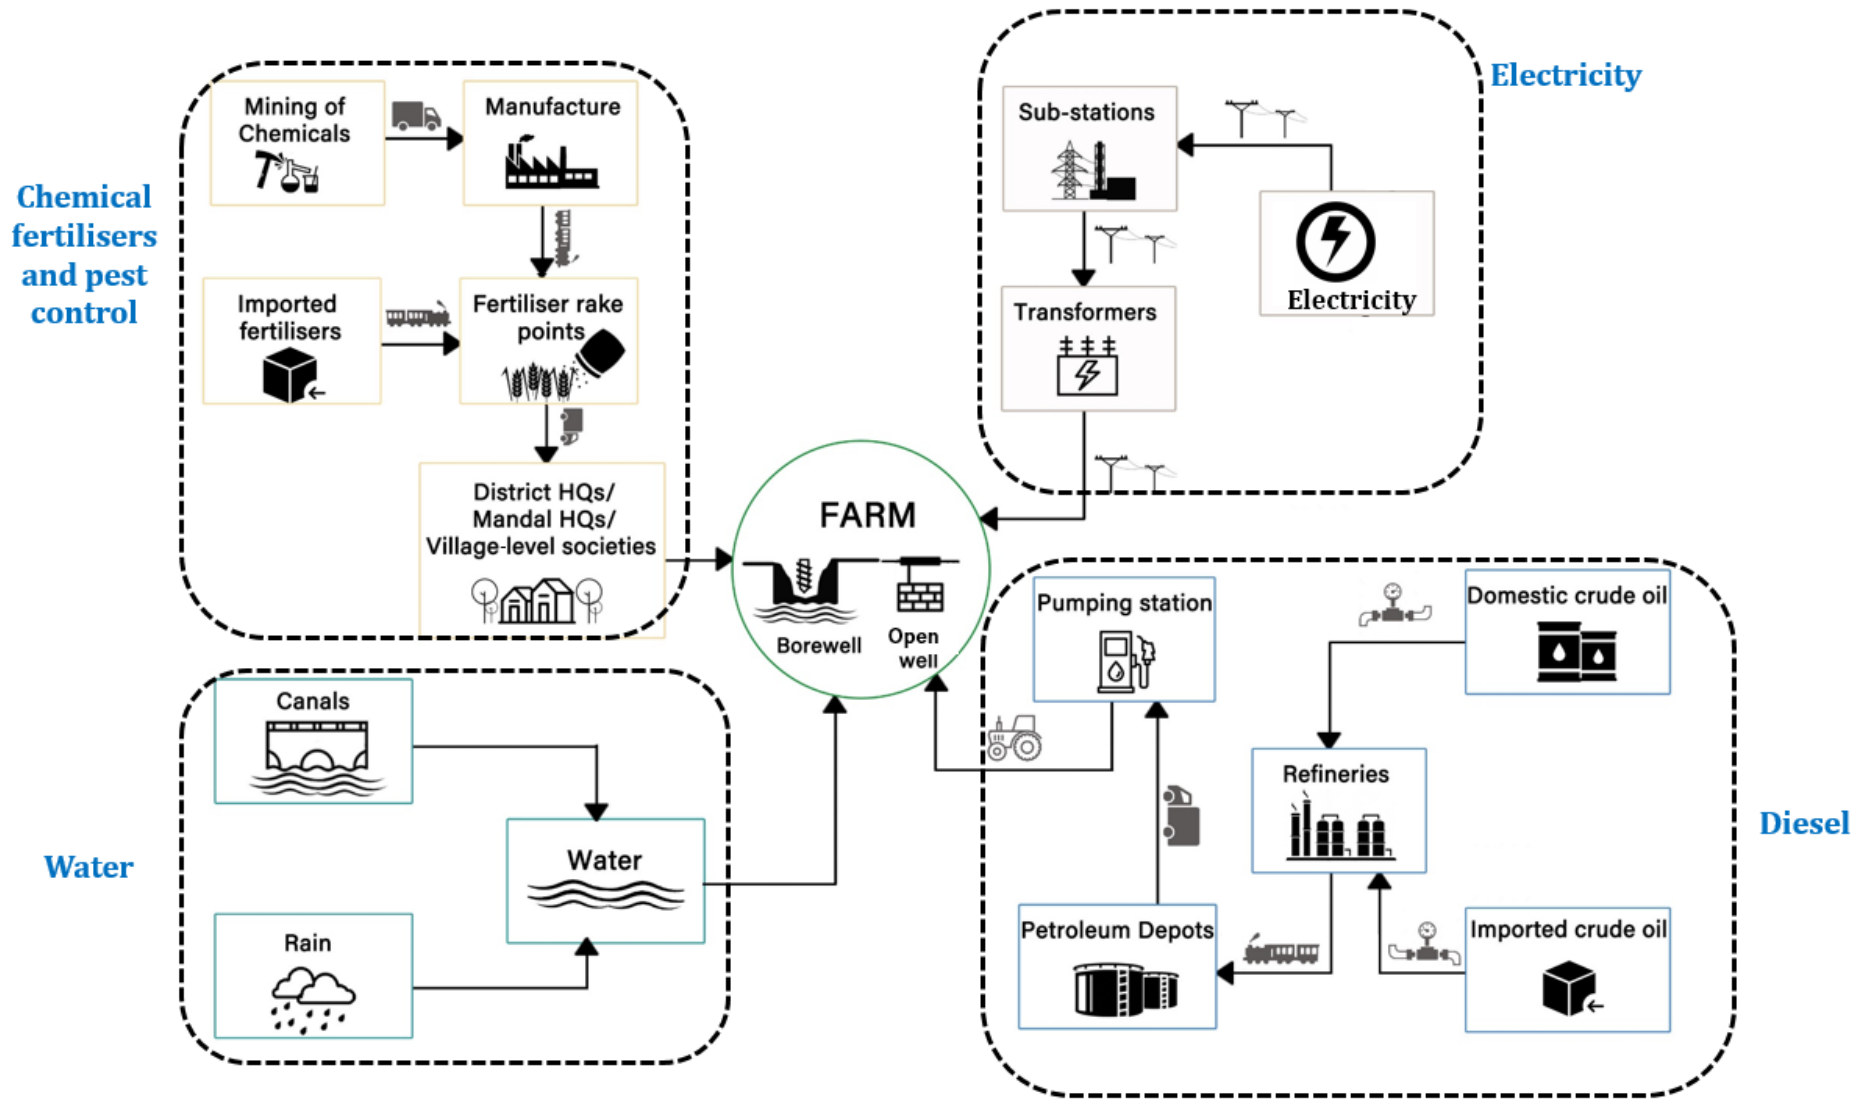 Chemical
fertilisers
and pest
control
Mining of
Chemicals
Manufacture
Imported
fertilisers
Fertiliser rake
points
District HQs/
Mandal HQs/
Village-level societies
Electricity
Sub-stations
Electricity
Transformers
FARM
Borewell
Open
well
Water
Canals
Water
Rain
Diesel
Pumping station
Domestic crude oil
Refineries
Petroleum Depots
Imported crude oil